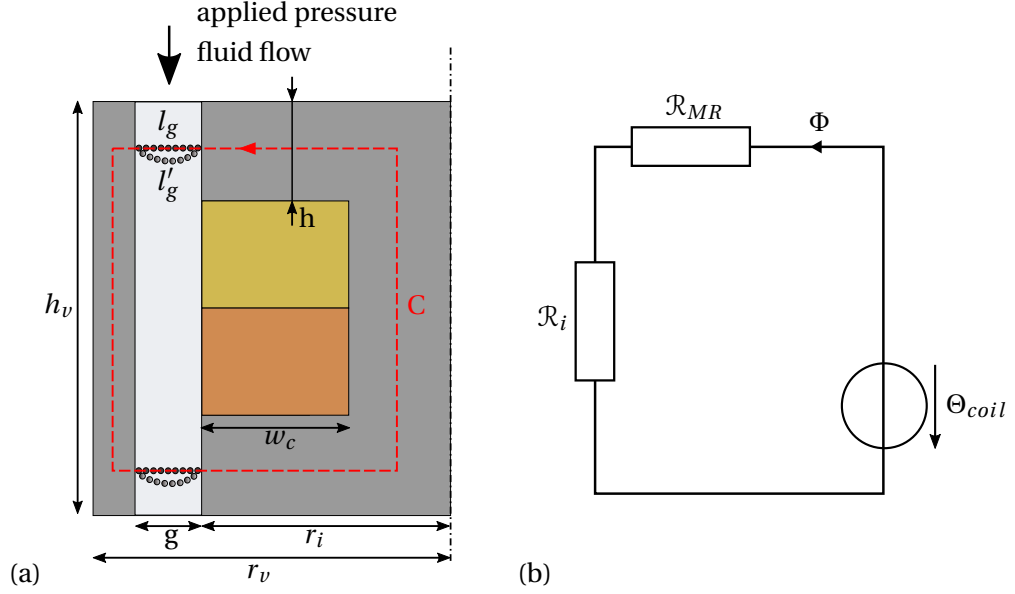 applied pressure
fluid flow
l_g
l'_g
h
h_v
C
w_c
g
r_i
r_v
(a)
ℛ_MR
Φ
ℛ_i
Θ_coil
(b)